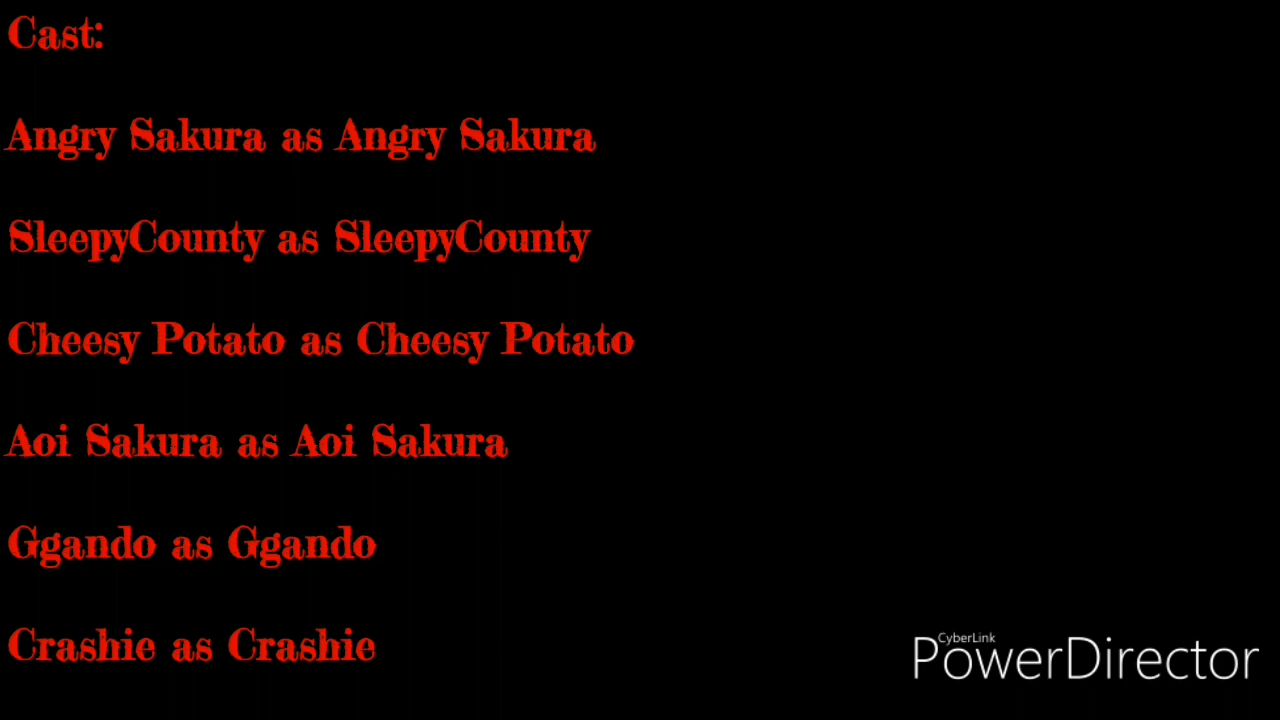 Cast:
Angry Sakura as Angry Sakura
SleepyCounty as SleepyCounty
Cheesy Potato as Cheesy Potato
Aoi Sakura as Aoi Sakura
Ggando as Ggando
Crashie as Crashie
CyberLink
PowerDirector